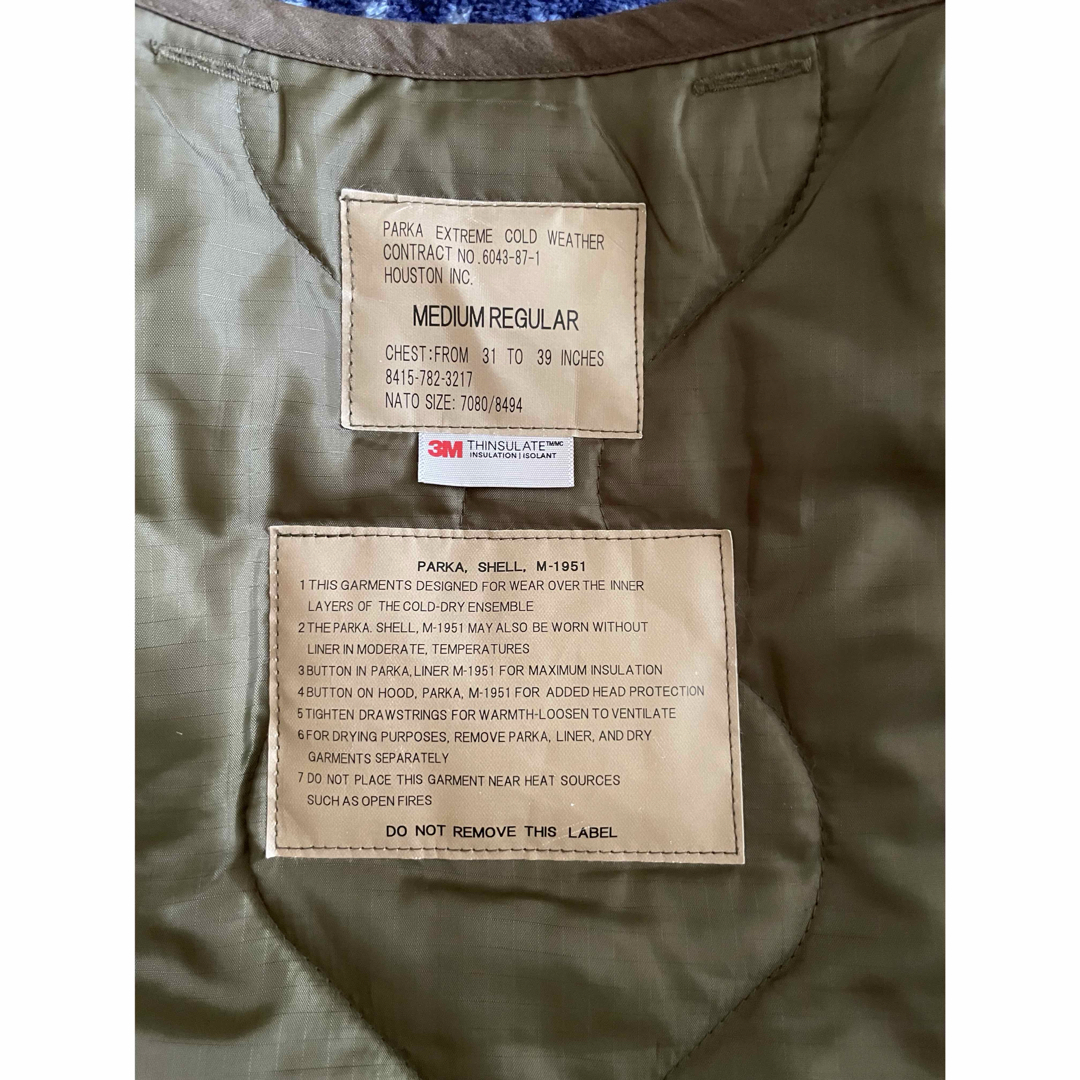 PARKA EXTREME COLD WEATHER
CONTRACT NO.6043-87-1
HOUSTON INC.
MEDIUM REGULAR
CHEST:FROM 31 TO 39 INCHES
8415-782-3217
NATO SIZE: 7080/8494
3M THINSULATE™/MC
INSULATION | ISOLANT
PARKA, SHELL, M-1951
1 THIS GARMENTS DESIGNED FOR WEAR OVER THE INNER
LAYERS OF THE COLD-DRY ENSEMBLE
2 THE PARKA. SHELL, M-1951 MAY ALSO BE WORN WITHOUT
LINER IN MODERATE, TEMPERATURES
3 BUTTON IN PARKA, LINER M-1951 FOR MAXIMUM INSULATION
4 BUTTON ON HOOD, PARKA, M-1951 FOR ADDED HEAD PROTECTION
5 TIGHTEN DRAWSTRINGS FOR WARMTH-LOOSEN TO VENTILATE
6 FOR DRYING PURPOSES, REMOVE PARKA, LINER, AND DRY
GARMENTS SEPARATELY
7 DO NOT PLACE THIS GARMENT NEAR HEAT SOURCES
SUCH AS OPEN FIRES
DO NOT REMOVE THIS LABEL